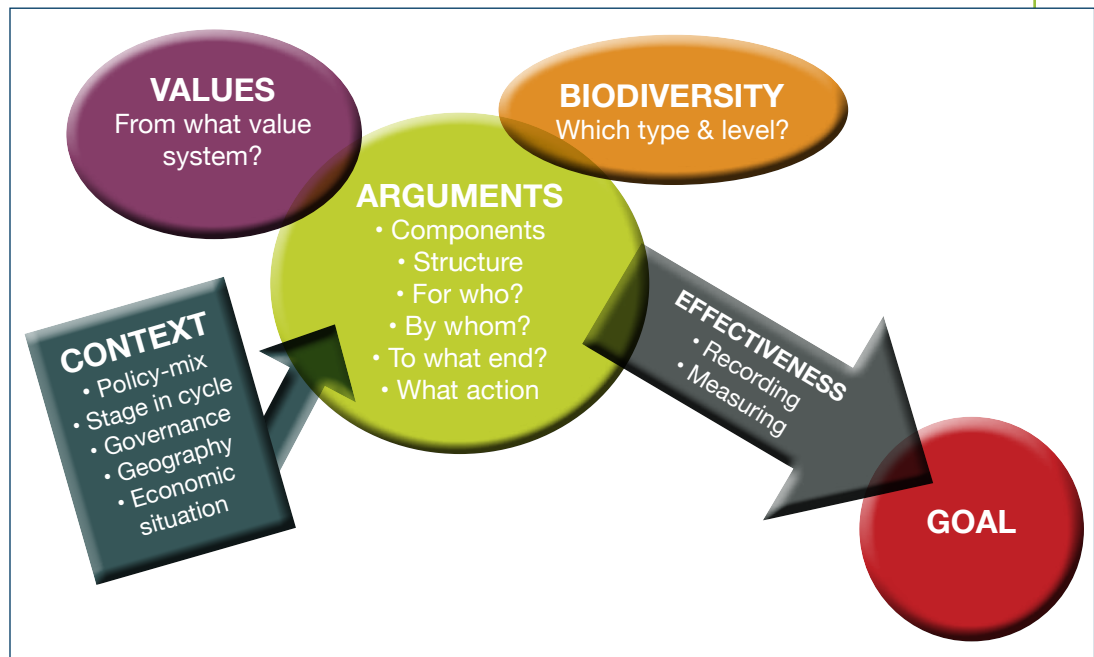 VALUES
From what value
system?
BIODIVERSITY
Which type & level?
ARGUMENTS
• Components
• Structure
• For who?
• By whom?
• To what end?
• What action
CONTEXT
• Policy-mix
• Stage in cycle
• Governance
• Geography
• Economic
situation
EFFECTIVENESS
• Recording
• Measuring
GOAL